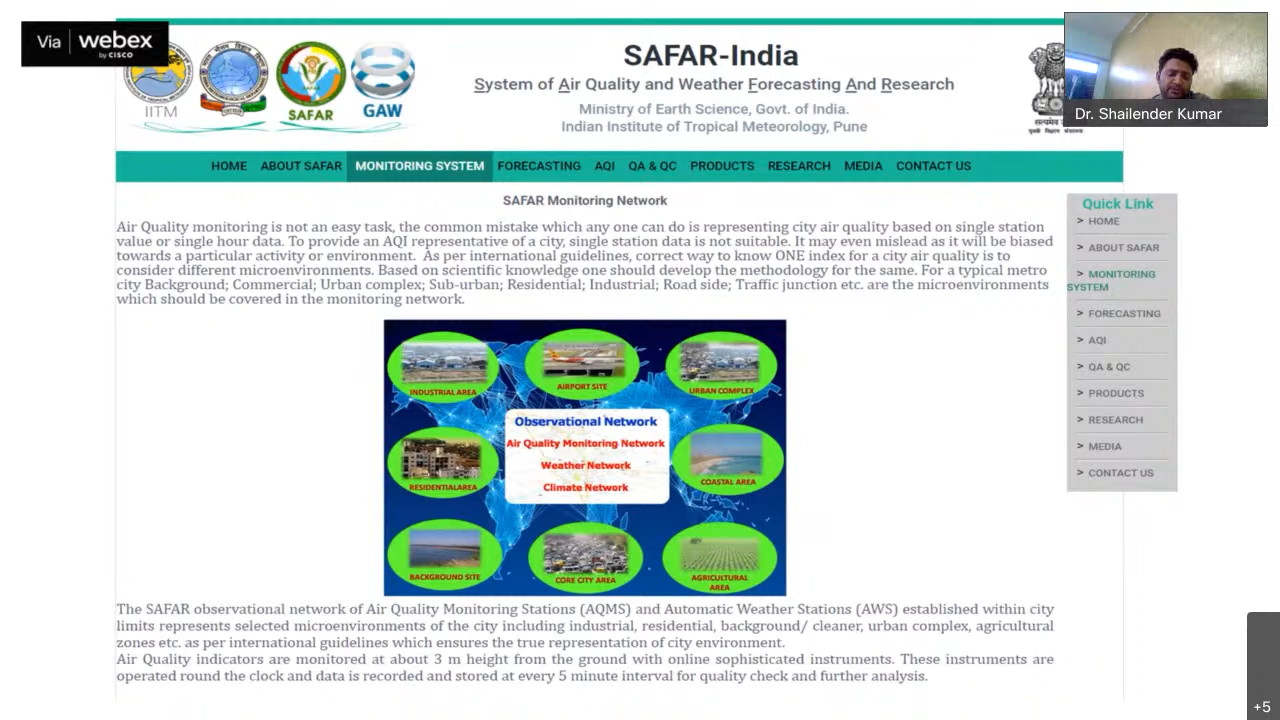 Via webex
by CISCO
IITM
SAFAR
GAW
SAFAR-India
System of Air Quality and Weather Forecasting And Research
Ministry of Earth Science, Govt. of India.
Indian Institute of Tropical Meteorology, Pune
Dr. Shailender Kumar
HOME ABOUT SAFAR MONITORING SYSTEM FORECASTING AQI QA & QC PRODUCTS RESEARCH MEDIA CONTACT US
SAFAR Monitoring Network
Air Quality monitoring is not an easy task, the common mistake which any one can do is representing city air quality based on single station
value or single hour data. To provide an AQI representative of a city, single station data is not suitable. It may even mislead as it will be biased
towards a particular activity or environment. As per international guidelines, correct way to know ONE index for a city air quality is to
consider different microenvironments. Based on scientific knowledge one should develop the methodology for the same. For a typical metro
city Background; Commercial; Urban complex; Sub-urban; Residential; Industrial; Road side; Traffic junction etc. are the microenvironments
which should be covered in the monitoring network.
INDUSTRIAL AREA
AIRPORT SITE
URBAN COMPLEX
Observational Network
Air Quality Monitoring Network
Weather Network
Climate Network
RESIDENTIALAREA
COASTAL AREA
BACKGROUND SITE
CORE CITY AREA
AGRICULTURAL
AREA
The SAFAR observational network of Air Quality Monitoring Stations (AQMS) and Automatic Weather Stations (AWS) established within city
limits represents selected microenvironments of the city including industrial, residential, background/ cleaner, urban complex, agricultural
zones etc. as per international guidelines which ensures the true representation of city environment.
Air Quality indicators are monitored at about 3 m height from the ground with online sophisticated instruments. These instruments are
operated round the clock and data is recorded and stored at every 5 minute interval for quality check and further analysis.
Quick Link
> HOME
> ABOUT SAFAR
> MONITORING
SYSTEM
> FORECASTING
> AQI
> QA & QC
> PRODUCTS
> RESEARCH
> MEDIA
> CONTACT US
+5